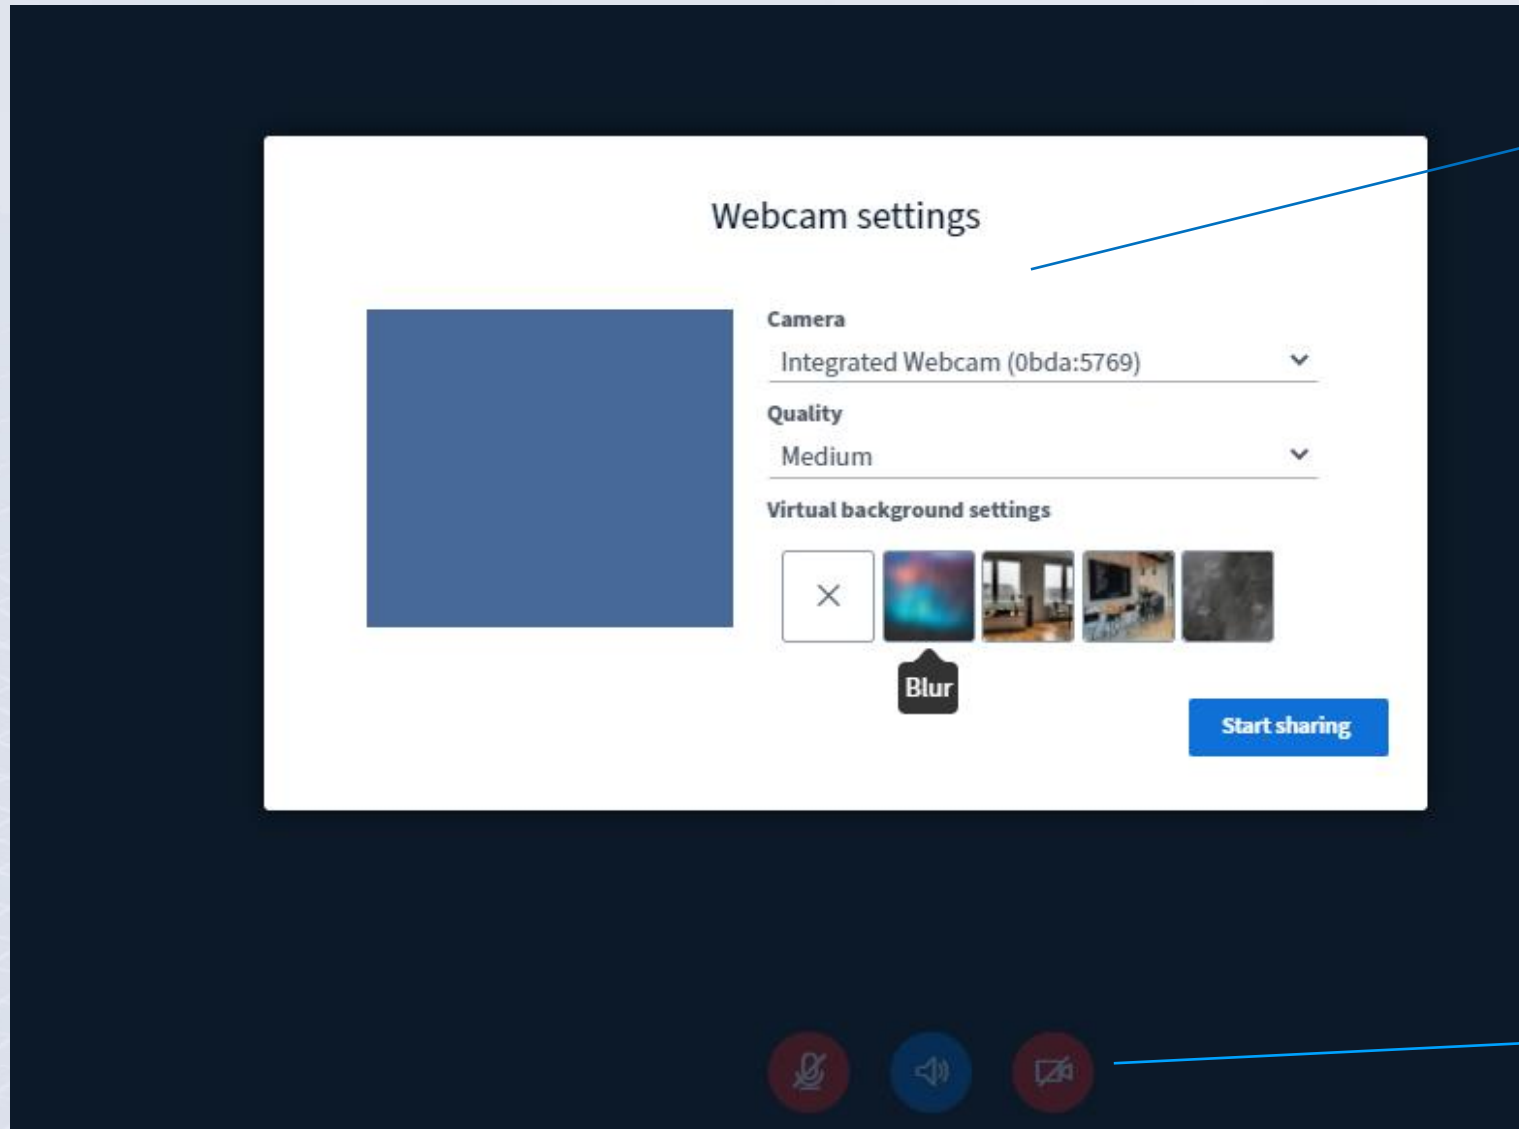 Webcam settings
Camera
Integrated Webcam (0bda:5769)
Quality
Medium
Virtual background settings
Blur
Start sharing